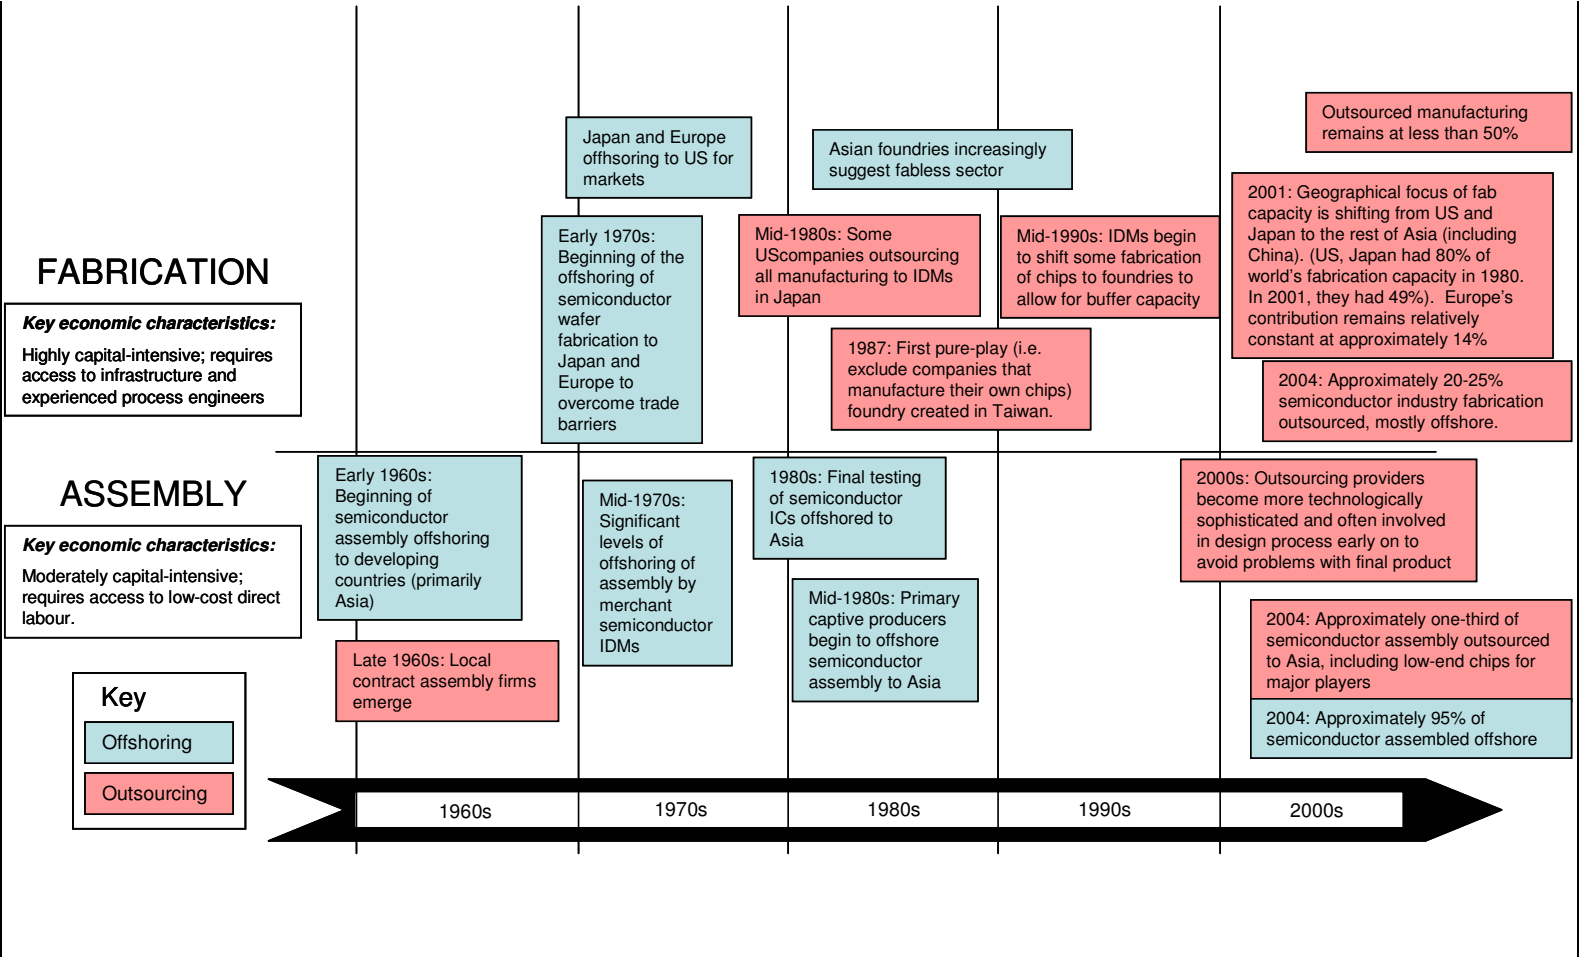 Outsourced manufacturing
remains at less than 50%
Japan and Europe
offhsoring to US for
markets
Asian foundries increasingly
suggest fabless sector
2001: Geographical focus of fab
capacity is shifting from US and
Japan to the rest of Asia (including
China). (US, Japan had 80% of
world's fabrication capacity in 1980.
In 2001, they had 49%). Europe's
contribution remains relatively
constant at approximately 14%
Early 1970s:
Beginning of the
offshoring of
semiconductor
wafer
fabrication to
Japan and
Europe to
overcome trade
barriers
Mid-1980s: Some
UScompanies outsourcing
all manufacturing to IDMs
in Japan
Mid-1990s: IDMs begin
to shift some fabrication
of chips to foundries to
allow for buffer capacity
FABRICATION
Key economic characteristics:
Highly capital-intensive; requires
access to infrastructure and
experienced process engineers
1987: First pure-play (i.e.
exclude companies that
manufacture their own chips)
foundry created in Taiwan.
2004: Approximately 20-25%
semiconductor industry fabrication
outsourced, mostly offshore.
ASSEMBLY
Key economic characteristics:
Moderately capital-intensive;
requires access to low-cost direct
labour.
Early 1960s:
Beginning of
semiconductor
assembly offshoring
to developing
countries (primarily
Asia)
Mid-1970s:
Significant
levels of
offshoring of
assembly by
merchant
semiconductor
IDMs
1980s: Final testing
of semiconductor
ICs offshored to
Asia
2000s: Outsourcing providers
become more technologically
sophisticated and often involved
in design process early on to
avoid problems with final product
Mid-1980s: Primary
captive producers
begin to offshore
semiconductor
assembly to Asia
2004: Approximately one-third of
semiconductor assembly outsourced
to Asia, including low-end chips for
major players
Late 1960s: Local
contract assembly firms
emerge
2004: Approximately 95% of
semiconductor assembled offshore
Key
Offshoring
Outsourcing
1960s
1970s
1980s
1990s
2000s